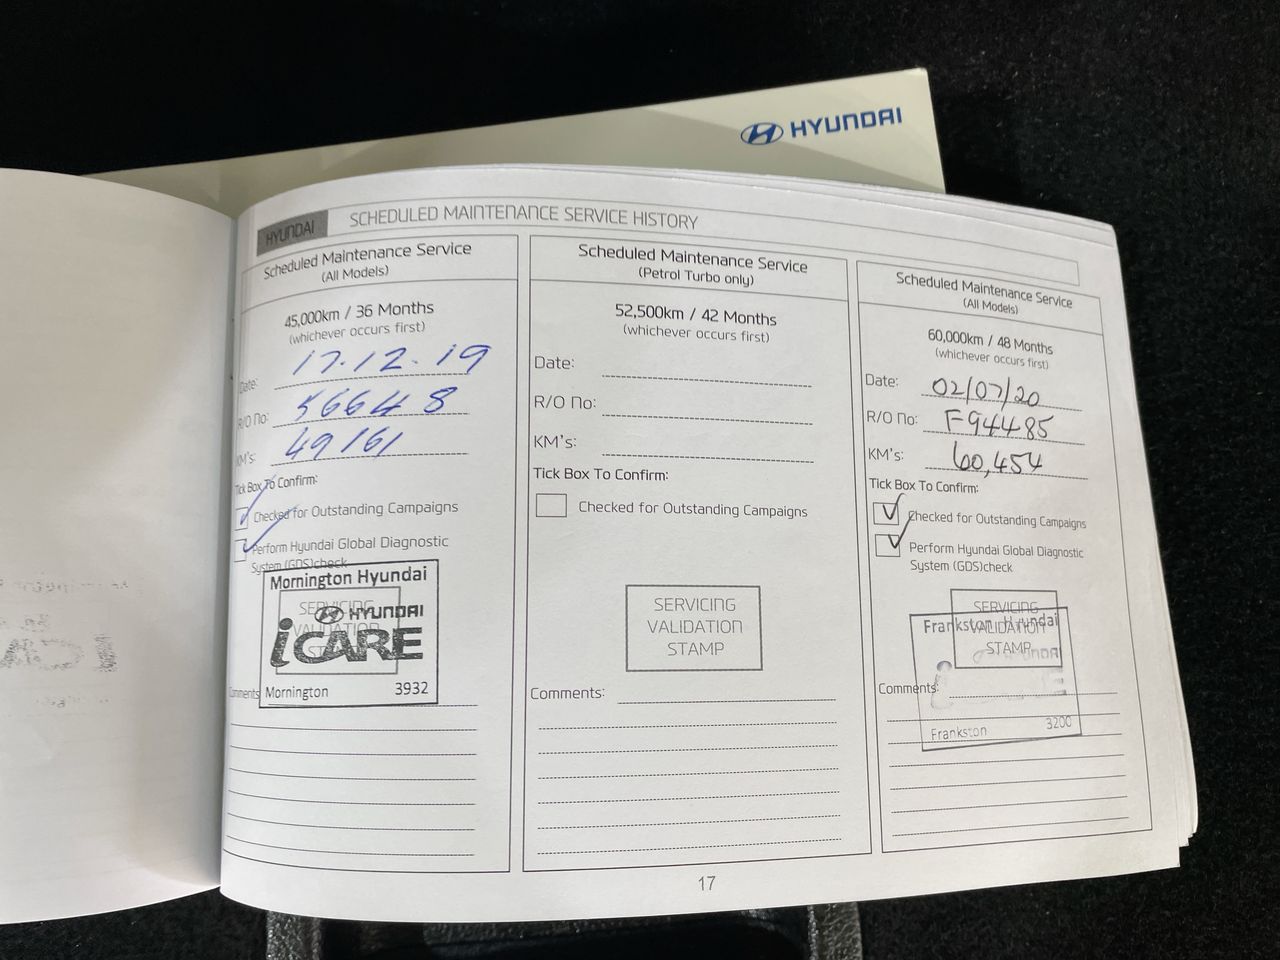 HYUNDAI
HYUNDAI
SCHEDULED MAINTENANCE SERVICE HISTORY
Scheduled Maintenance Service
(All Models)
45,000km / 36 Months
(whichever occurs first)
Date: 17.12.19
R/O No: 56648
KM's: 49161
Tick Box To Confirm:
Checked for Outstanding Campaigns
Perform Hyundai Global Diagnostic
System (GDS)check
Mornington Hyundai
SERVICING
VALIDATION
HYUNDAI
iCARE
Mornington 3932
Comments
Scheduled Maintenance Service
(Petrol Turbo only)
52,500km / 42 Months
(whichever occurs first)
Date:
R/O No:
KM's:
Tick Box To Confirm:
Checked for Outstanding Campaigns
SERVICING
VALIDATION
STAMP
Comments:
Scheduled Maintenance Service
(All Models)
60,000km / 48 Months
(whichever occurs first)
Date: 02/07/20
R/O No: F94485
KM's: 60,454
Tick Box To Confirm:
Checked for Outstanding Campaigns
Perform Hyundai Global Diagnostic
System (GDS)check
SERVICING
Frankston Hyundai
VALIDATION
STAMP
Comments:
Frankston 3200
17